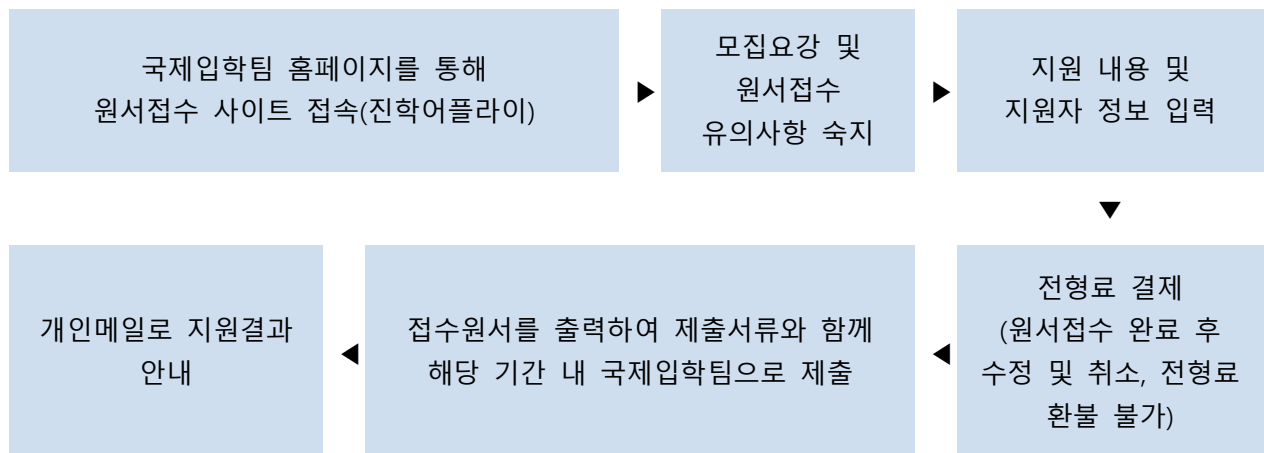 국제입학팀 홈페이지를 통해
원서접수 사이트 접속(진학어플라이)
▶
모집요강 및
원서접수
유의사항 숙지
▶
지원 내용 및
지원자 정보 입력
▼
전형료 결제
(원서접수 완료 후
수정 및 취소, 전형료
환불 불가)
◀
접수원서를 출력하여 제출서류와 함께
해당 기간 내 국제입학팀으로 제출
◀
개인메일로 지원결과
안내